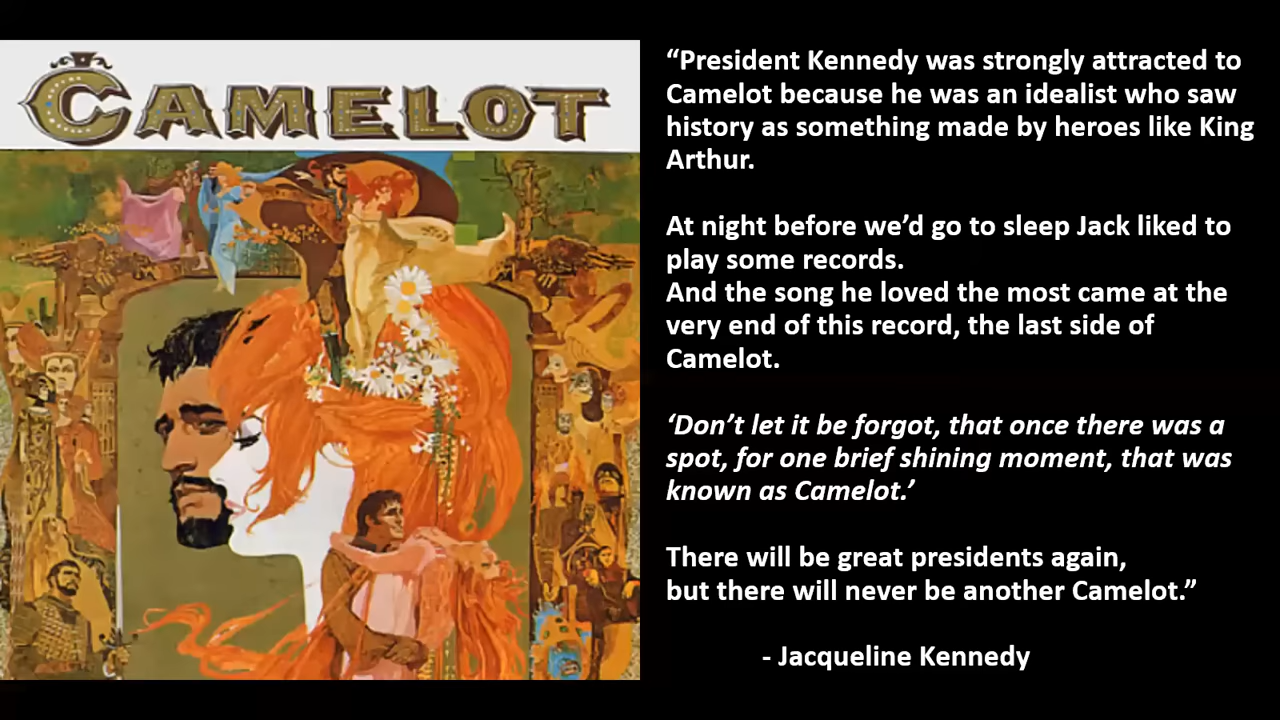 CAMELOT
“President Kennedy was strongly attracted to
Camelot because he was an idealist who saw
history as something made by heroes like King
Arthur.
At night before we’d go to sleep Jack liked to
play some records.
And the song he loved the most came at the
very end of this record, the last side of
Camelot.
‘Don’t let it be forgot, that once there was a
spot, for one brief shining moment, that was
known as Camelot.’
There will be great presidents again,
but there will never be another Camelot.”
- Jacqueline Kennedy